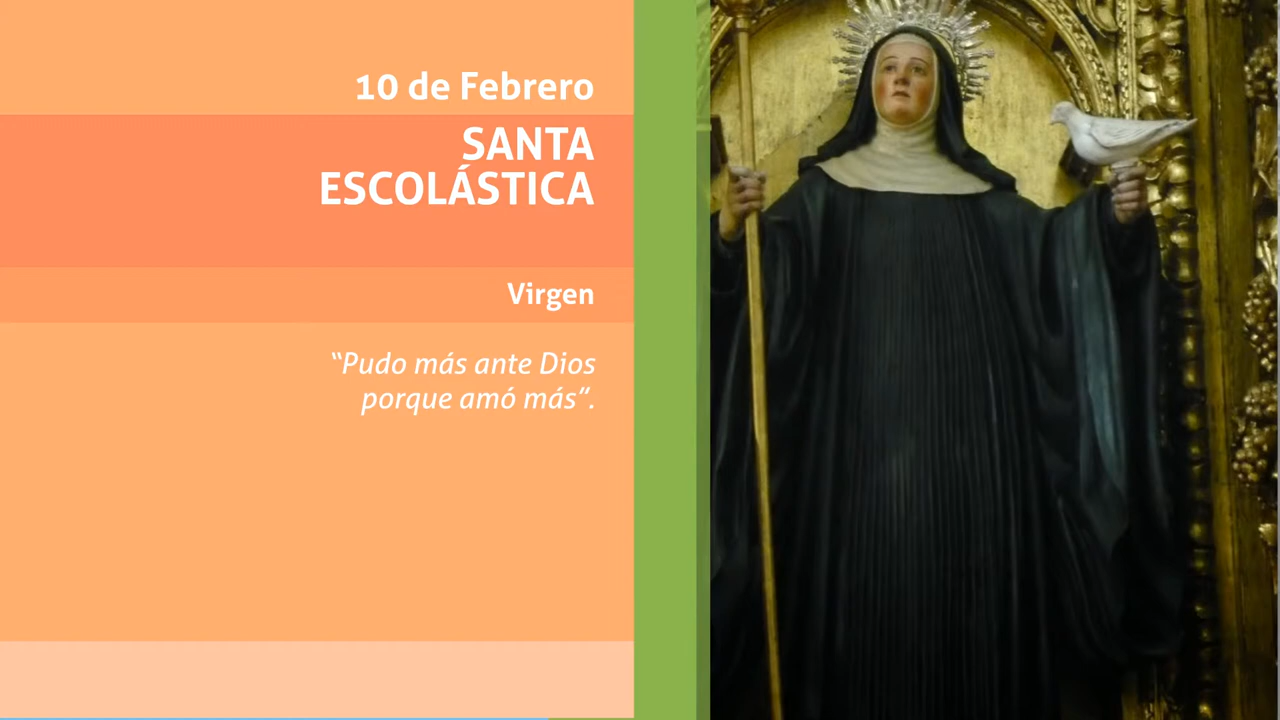 10 de Febrero
SANTA
ESCOLÁSTICA
Virgen
“Pudo más ante Dios
porque amó más”.